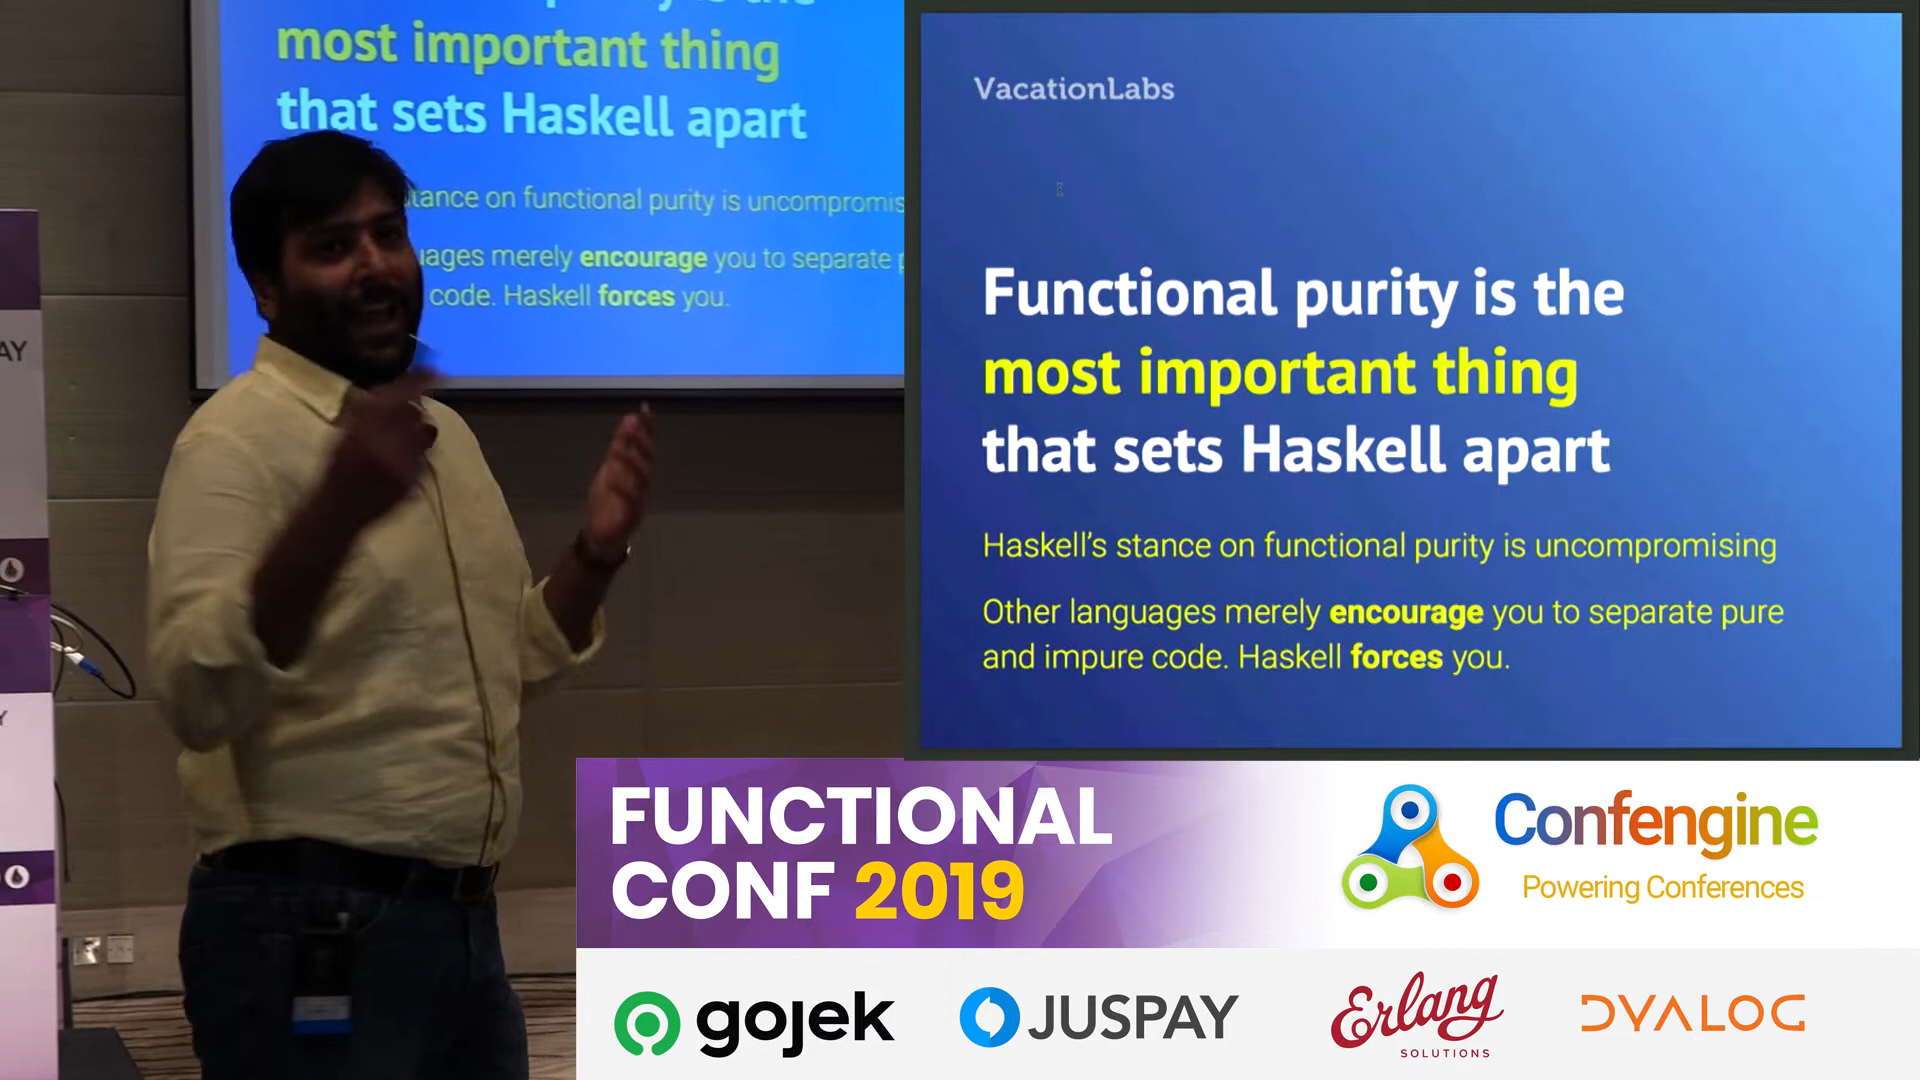 most important thing
that sets Haskell apart
tance on functional purity is uncompromis
uages merely encourage you to separate
code. Haskell forces you.
AY
Y
VacationLabs
Functional purity is the
most important thing
that sets Haskell apart
Haskell's stance on functional purity is uncompromising
Other languages merely encourage you to separate pure
and impure code. Haskell forces you.
FUNCTIONAL
CONF 2019
Confengine
Powering Conferences
gojek
JUSPAY
Erlang
SOLUTIONS
DYALOG